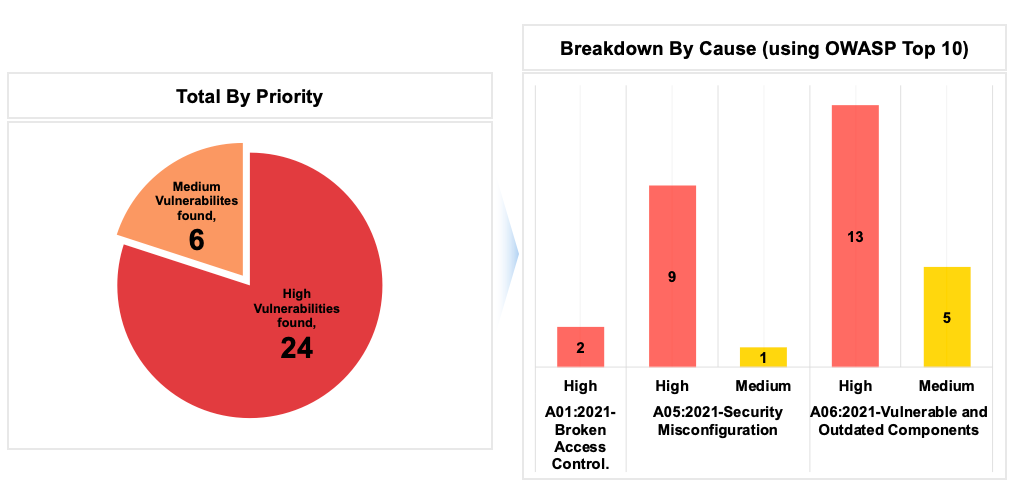 Total By Priority
Medium
Vulnerabilites
found,
6
High
Vulnerabilities
found,
24
Breakdown By Cause (using OWASP Top 10)
2
9
1
13
5
High
High
Medium
High
Medium
A01:2021-
Broken
Access
Control.
A05:2021-Security
Misconfiguration
A06:2021-Vulnerable and
Outdated Components